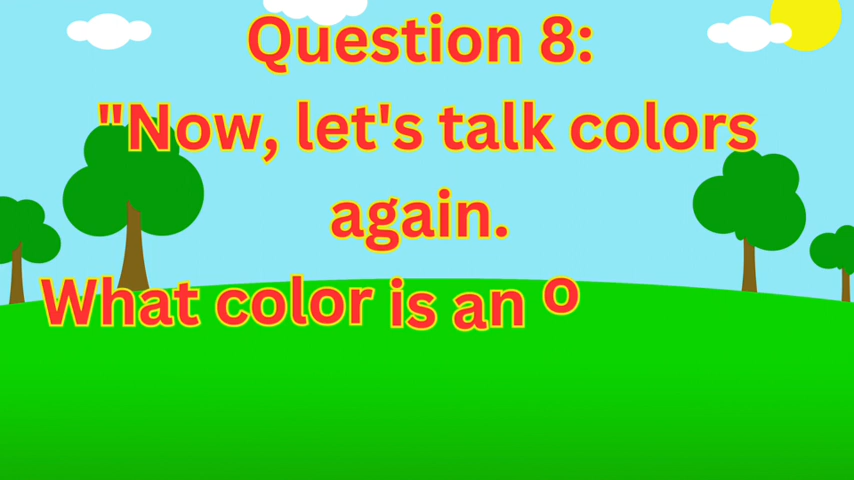 Question 8:
"Now, let's talk colors
again.
What color is an o